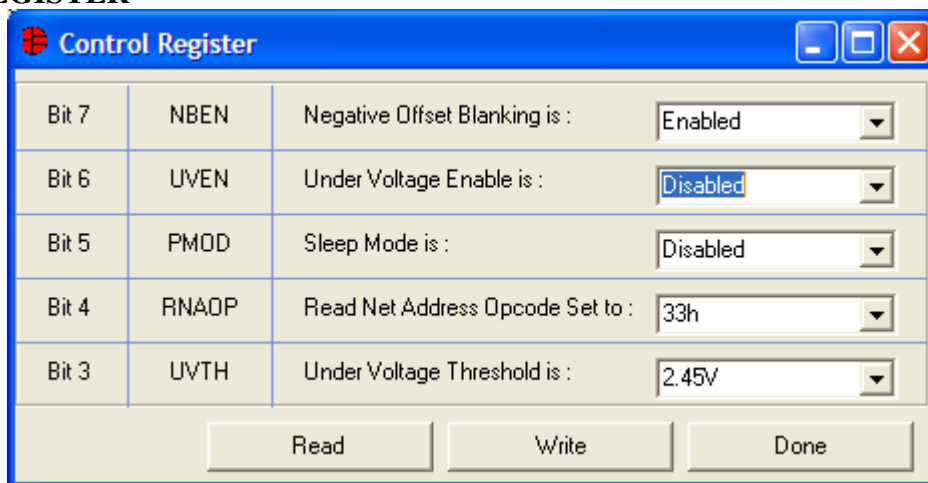 Control Register
Bit 7 NBEN Negative Offset Blanking is : Enabled
Bit 6 UVEN Under Voltage Enable is : Disabled
Bit 5 PMOD Sleep Mode is : Disabled
Bit 4 RNAOP Read Net Address Opcode Set to : 33h
Bit 3 UVTH Under Voltage Threshold is : 2.45V
Read Write Done